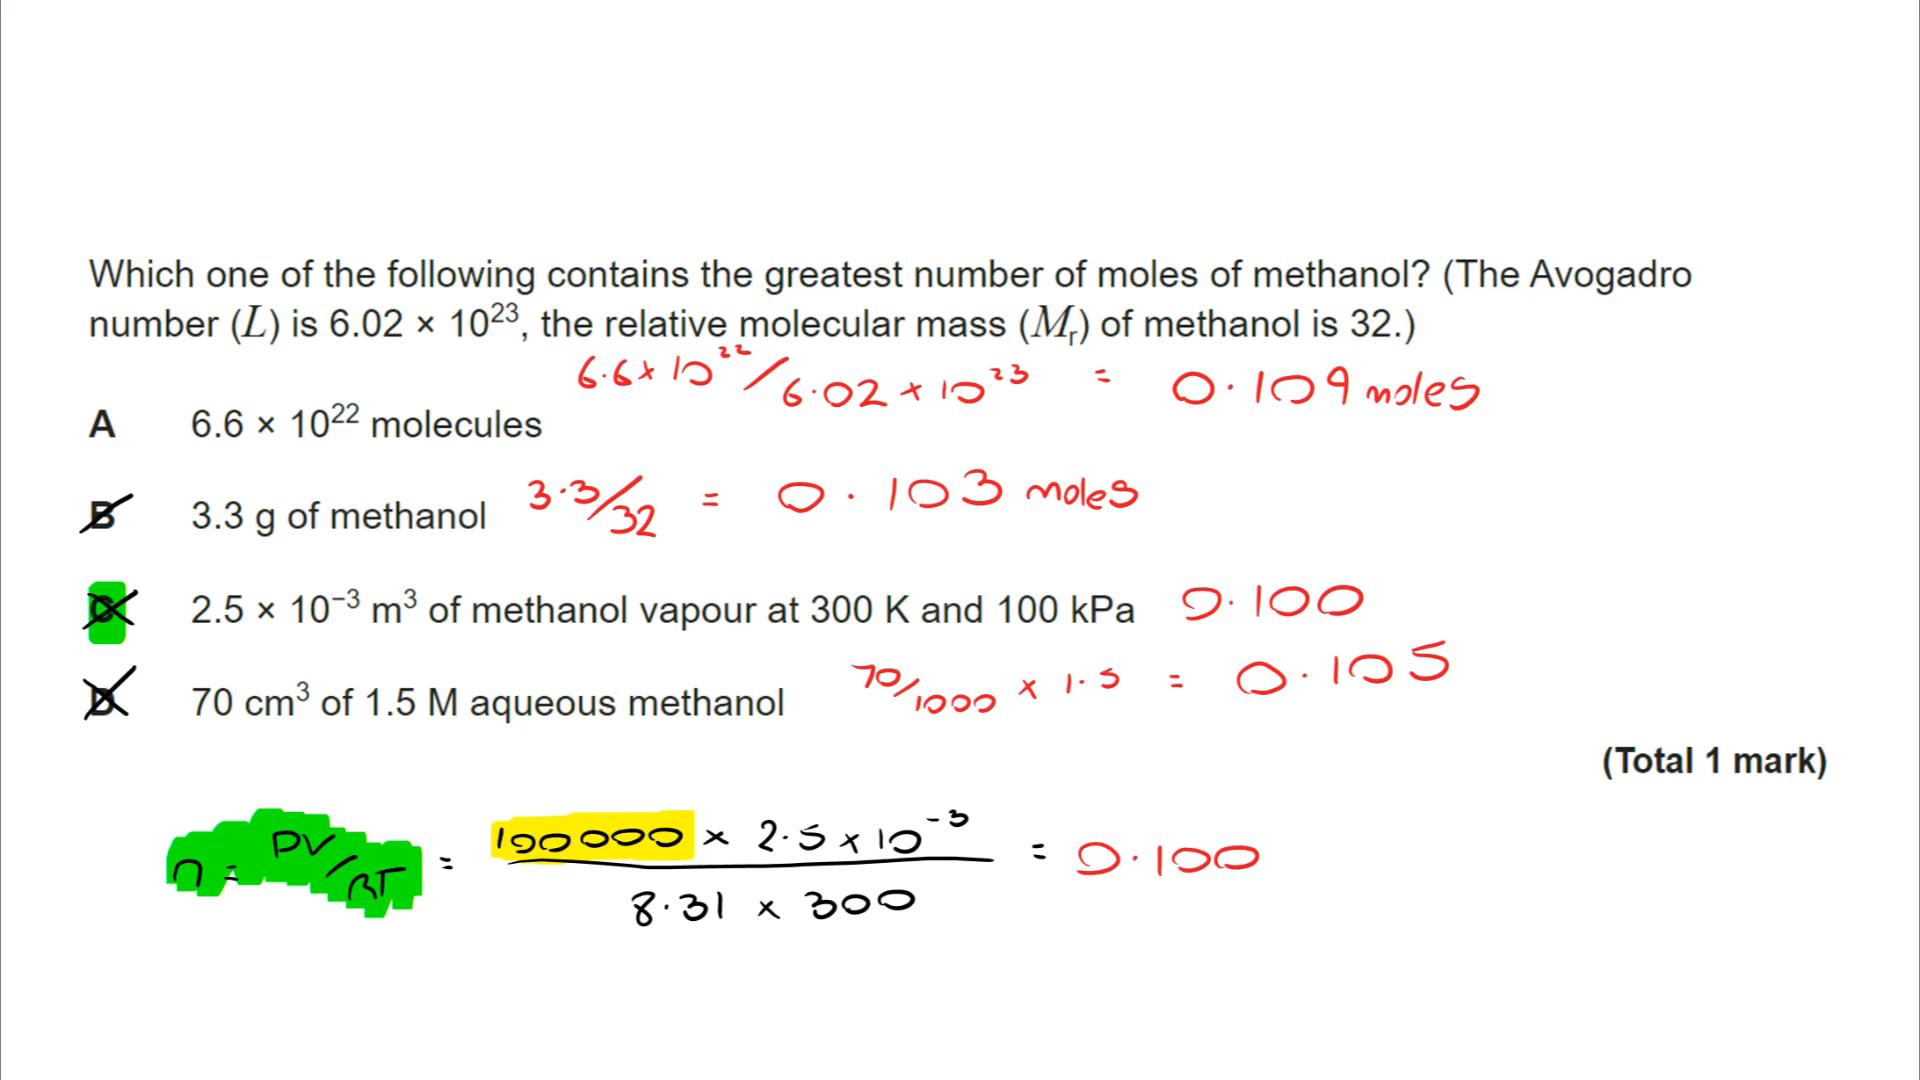 Which one of the following contains the greatest number of moles of methanol? (The Avogadro
number (L) is 6.02 × 10²³, the relative molecular mass (Mᵣ) of methanol is 32.)
6.6 × 10²² / 6.02 × 10²³ = 0.109 moles
A 6.6 × 10²² molecules
B 3.3 g of methanol 3.3/32 = 0.103 moles
C 2.5 × 10⁻³ m³ of methanol vapour at 300 K and 100 kPa 0.100
D 70 cm³ of 1.5 M aqueous methanol 70/1000 × 1.5 = 0.105
(Total 1 mark)
n = PV/RT = 100000 × 2.5 × 10⁻³ = 0.100
8.31 × 300